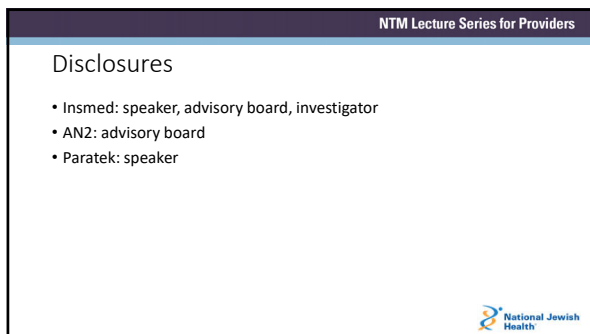 NTM Lecture Series for Providers
Disclosures
• Insmed: speaker, advisory board, investigator
• AN2: advisory board
• Paratek: speaker
National Jewish
Health